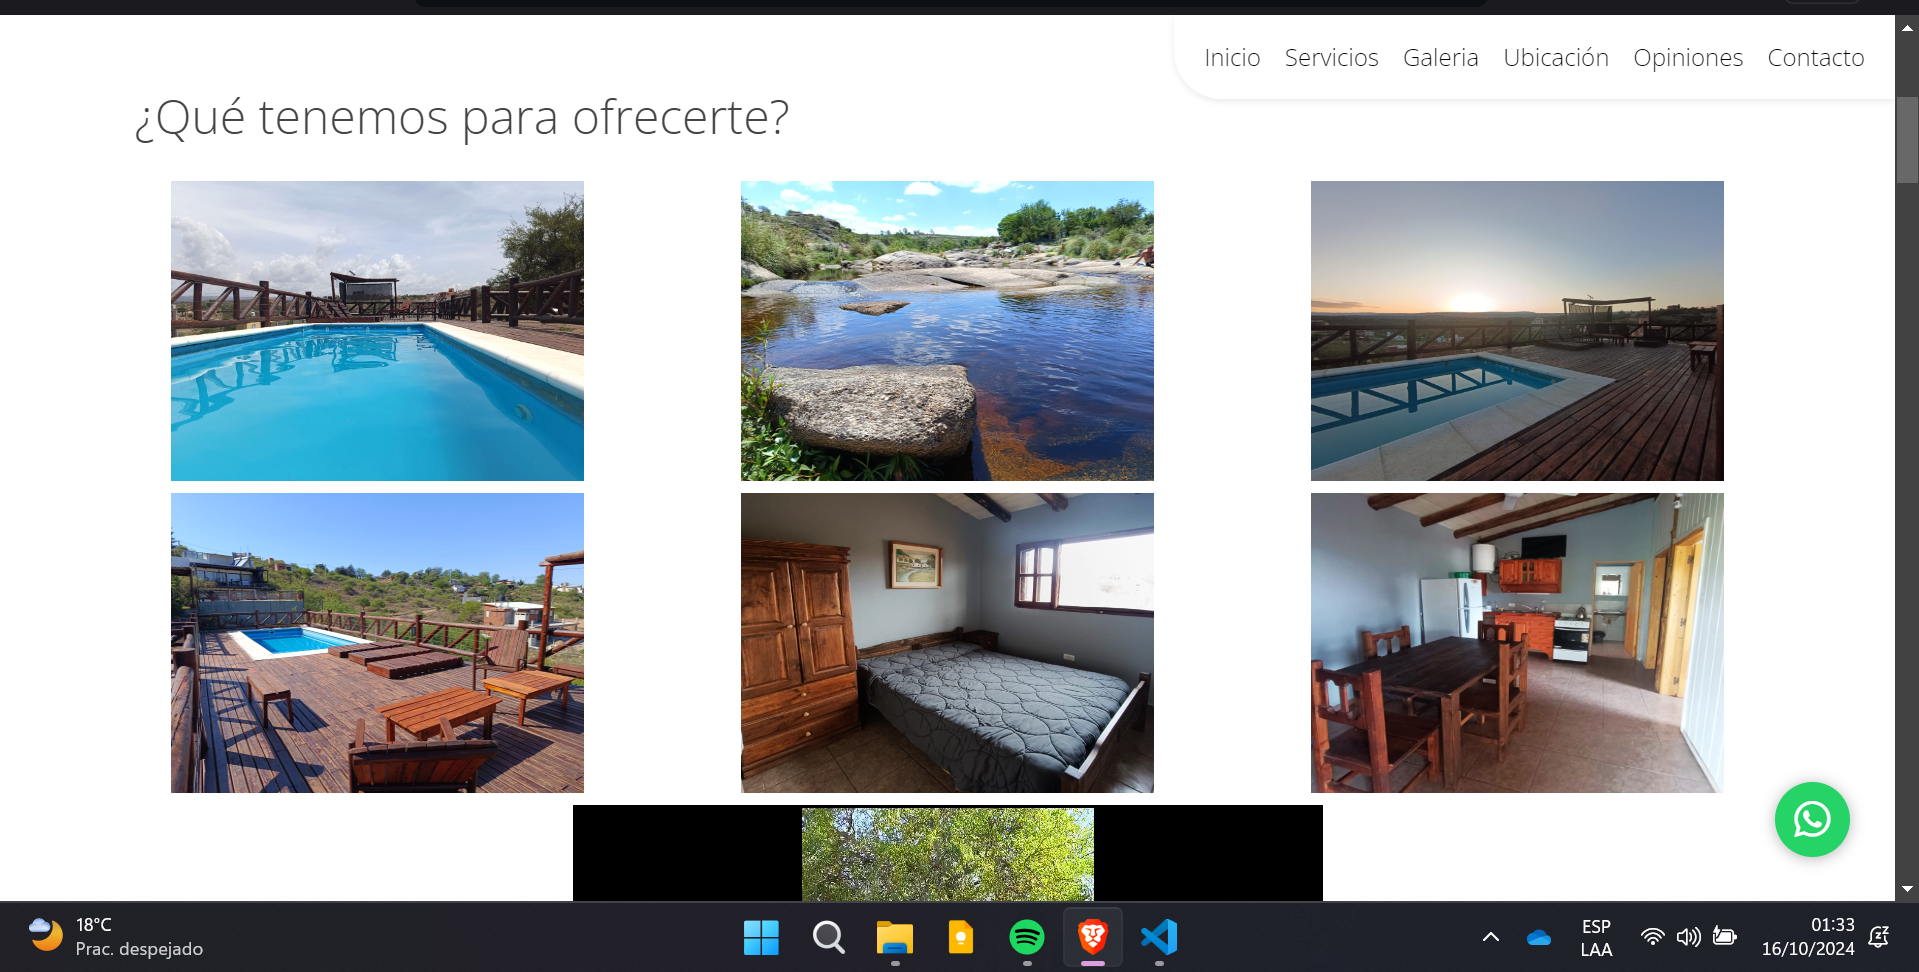 Inicio Servicios Galeria Ubicación Opiniones Contacto
¿Qué tenemos para ofrecerte?
18°C
Prac. despejado
ESP
LAA
01:33
16/10/2024